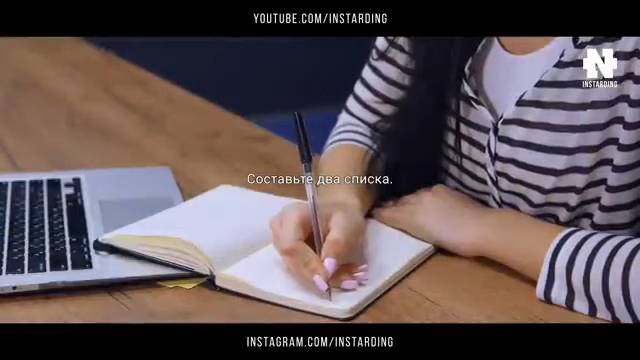 YOUTUBE.COM/INSTARDING
N
INSTARDING
Составьте два списка.
INSTAGRAM.COM/INSTARDING